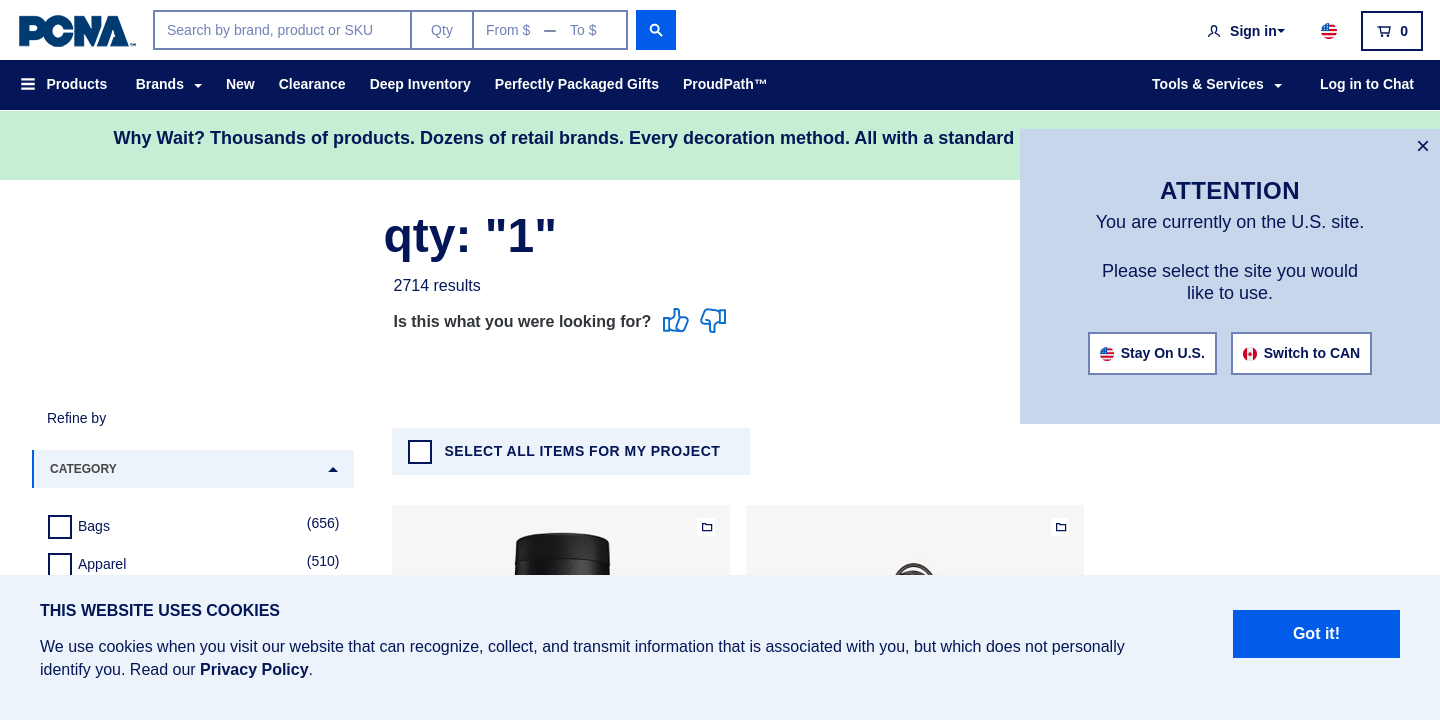 PCNA™
Search by brand, product or SKU
Qty
From $ — To $
Sign in
0
Products
Brands
New
Clearance
Deep Inventory
Perfectly Packaged Gifts
ProudPath™
Tools & Services
Log in to Chat
Why Wait? Thousands of products. Dozens of retail brands. Every decoration method. All with a standard
×
ATTENTION
You are currently on the U.S. site.
Please select the site you would
like to use.
Stay On U.S.
Switch to CAN
qty: "1"
2714 results
Is this what you were looking for?
Refine by
CATEGORY
Bags (656)
Apparel (510)
SELECT ALL ITEMS FOR MY PROJECT
THIS WEBSITE USES COOKIES
We use cookies when you visit our website that can recognize, collect, and transmit information that is associated with you, but which does not personally
identify you. Read our Privacy Policy.
Got it!